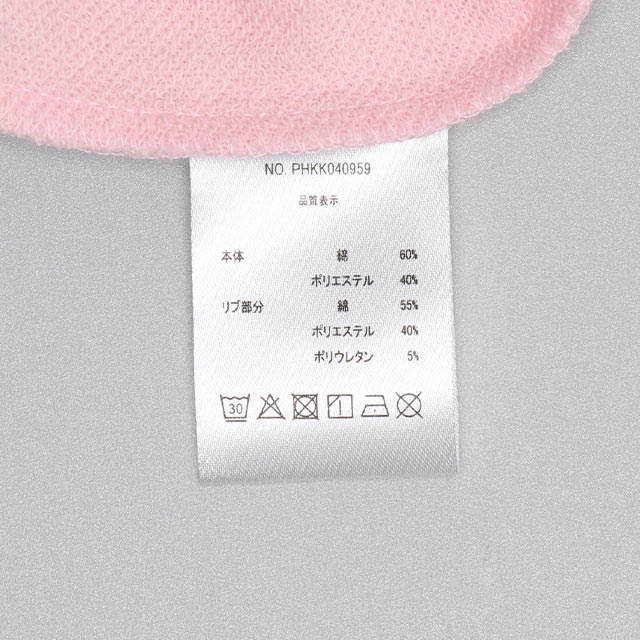 NO. PHKK040959
品質表示
本体 綿 60%
ポリエステル 40%
リブ部分 綿 55%
ポリエステル 40%
ポリウレタン 5%
30